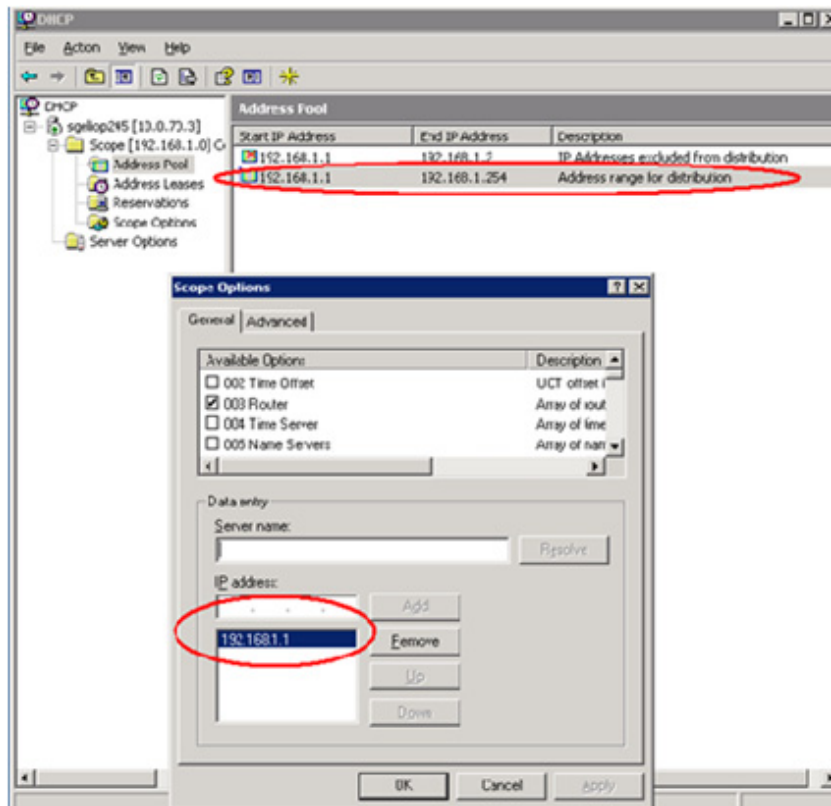 DHCP
File Action View Help
DHCP
sgeliop245 [10.0.73.3]
Scope [192.168.1.0]
Address Pool
Address Leases
Reservations
Scope Options
Server Options
Address Pool
Start IP Address End IP Address Description
192.168.1.1 192.168.1.2 IP Addresses excluded from distribution
192.168.1.1 192.168.1.254 Address range for distribution
Scope Options
General Advanced
Available Options Description
002 Time Offset UCT offset i
003 Router Array of rout
004 Time Server Array of time
005 Name Servers Array of nam
Data entry
Server name:
Resolve
IP address:
Add
192.168.1.1
Remove
Up
Down
OK Cancel Apply